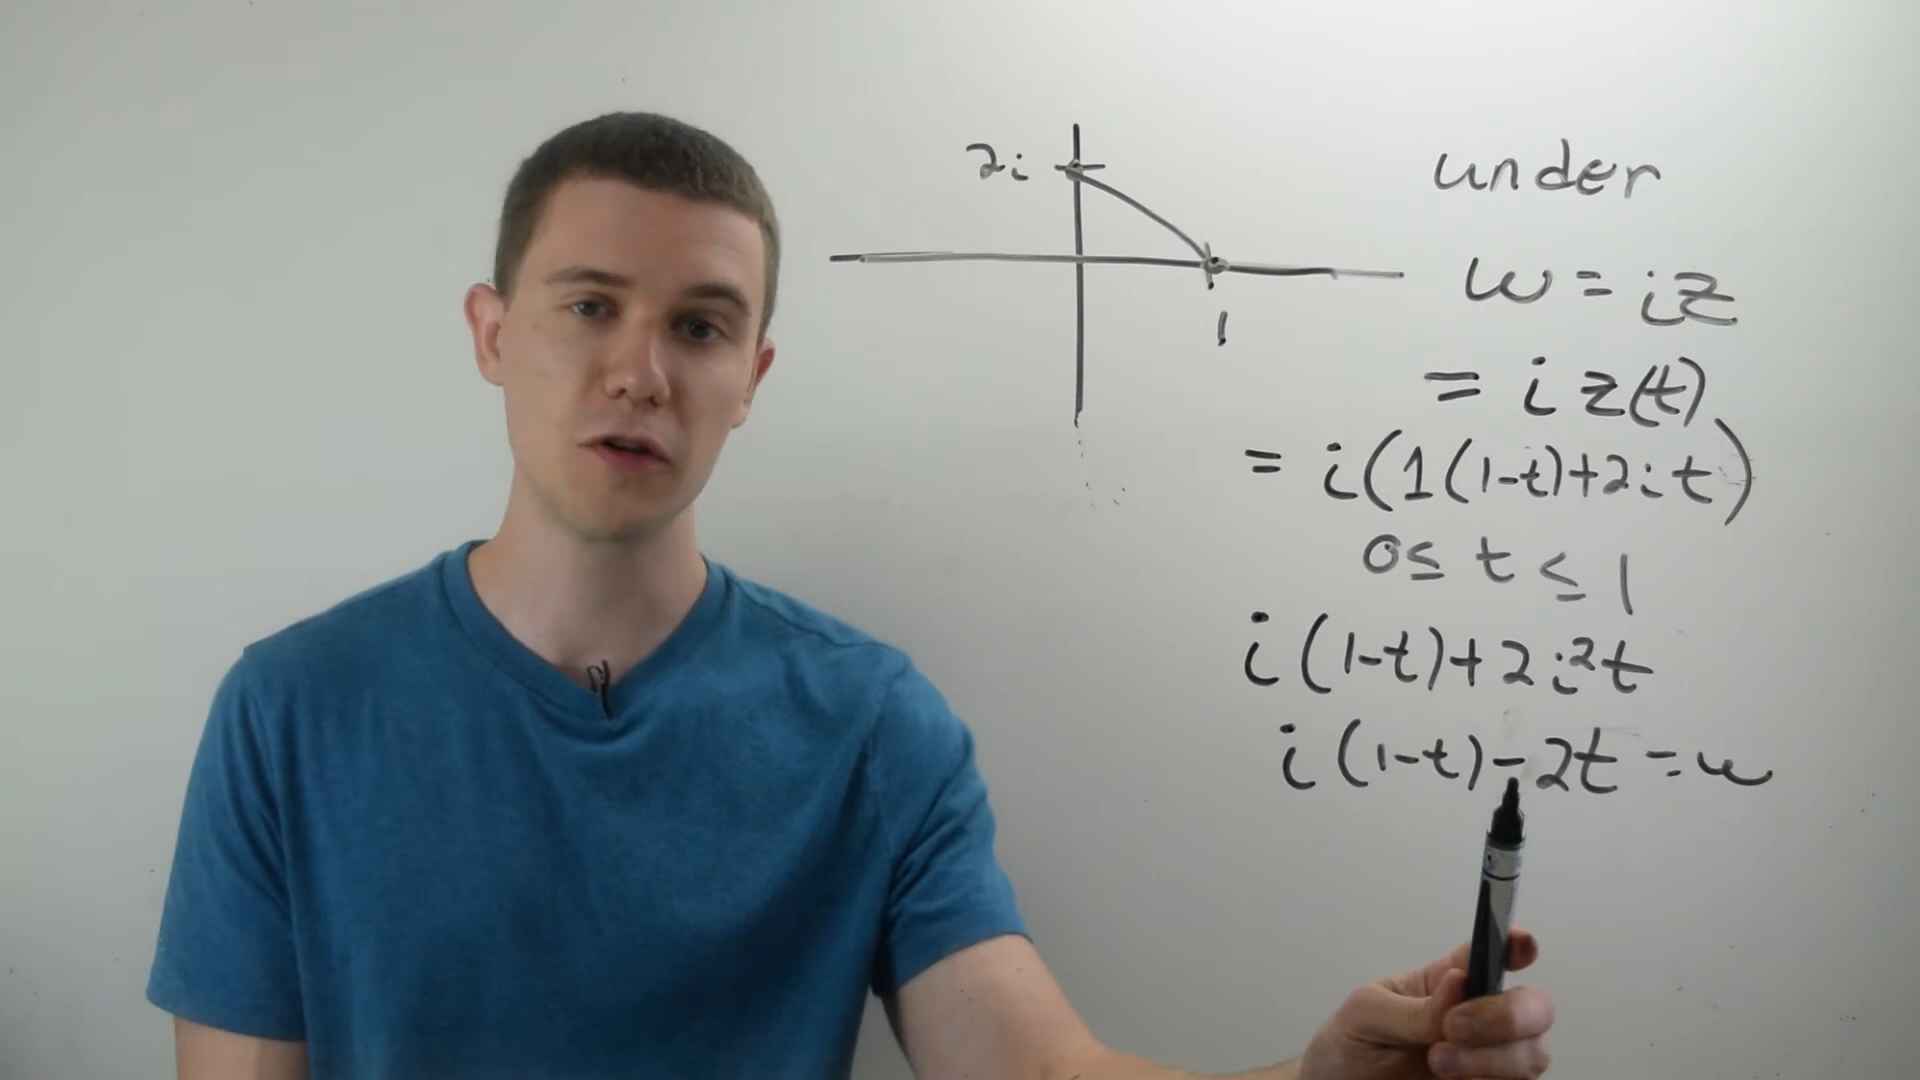 2i
1
under
w = iz
= i z(t)
= i(1(1-t)+2it)
0 ≤ t ≤ 1
i(1-t)+2i²t
i(1-t)-2t = w